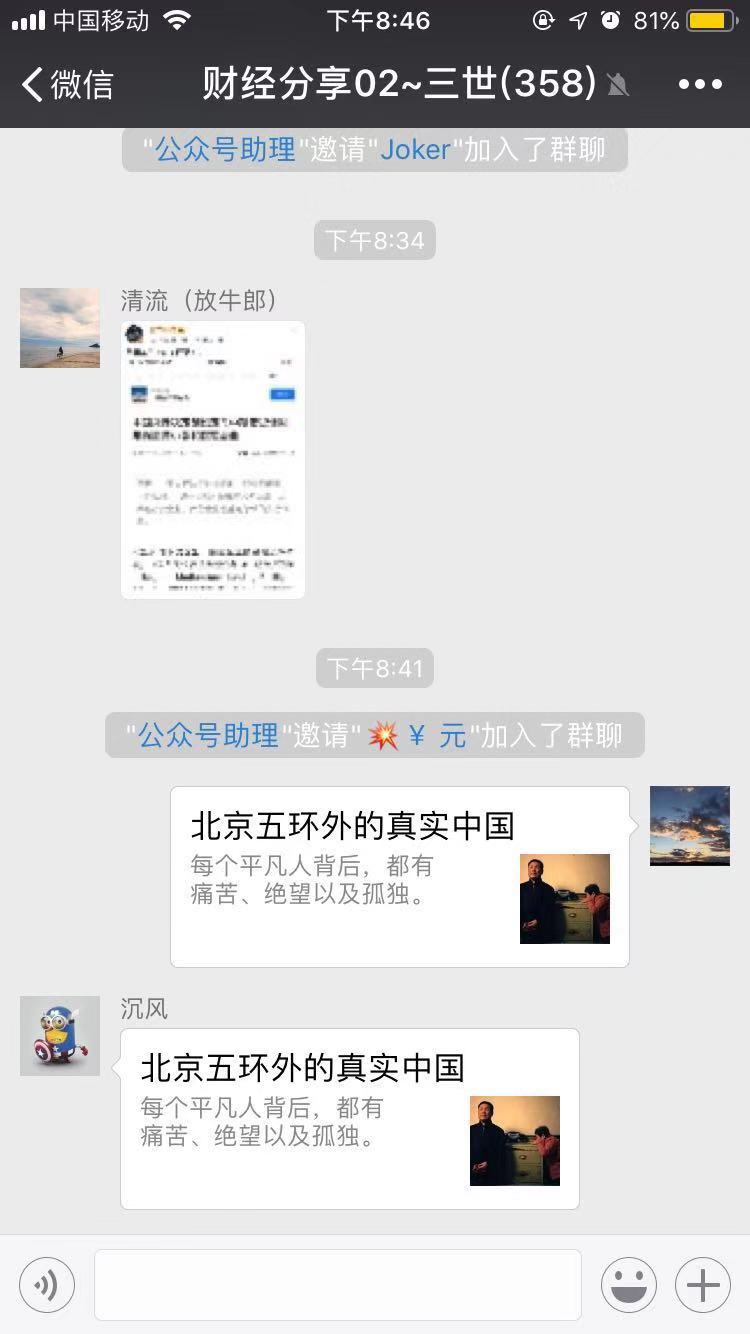 中国移动 下午8:46 81%
微信 财经分享02~三世(358)
"公众号助理"邀请"Joker"加入了群聊
下午8:34
清流（放牛郎）
下午8:41
"公众号助理"邀请"💥￥ 元"加入了群聊
北京五环外的真实中国
每个平凡人背后，都有
痛苦、绝望以及孤独。
沉风
北京五环外的真实中国
每个平凡人背后，都有
痛苦、绝望以及孤独。